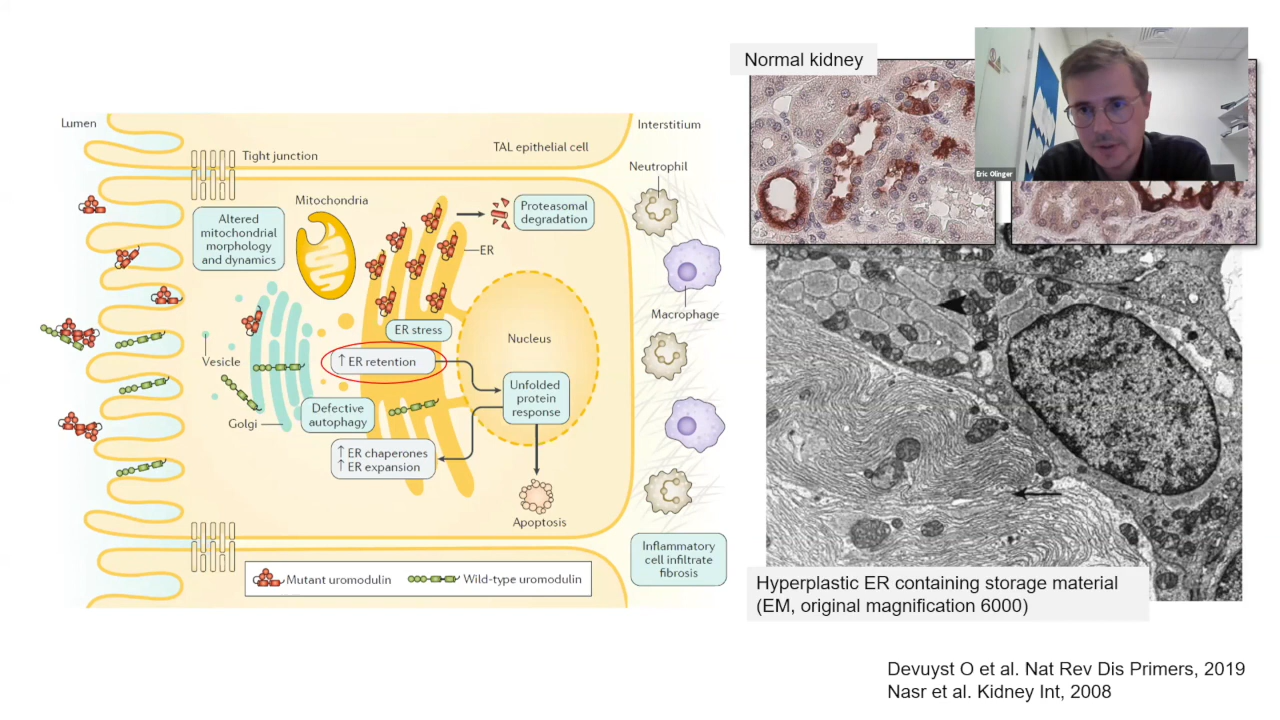 Normal kidney
Eric Olinger
Lumen
Tight junction
TAL epithelial cell
Interstitium
Neutrophil
Mitochondria
Altered
mitochondrial
morphology
and dynamics
Proteasomal
degradation
ER
Macrophage
ER stress
Nucleus
Vesicle
↑ ER retention
Unfolded
protein
response
Golgi
Defective
autophagy
↑ ER chaperones
↑ ER expansion
Apoptosis
Inflammatory
cell infiltrate
fibrosis
Mutant uromodulin
Wild-type uromodulin
Hyperplastic ER containing storage material
(EM, original magnification 6000)
Devuyst O et al. Nat Rev Dis Primers, 2019
Nasr et al. Kidney Int, 2008